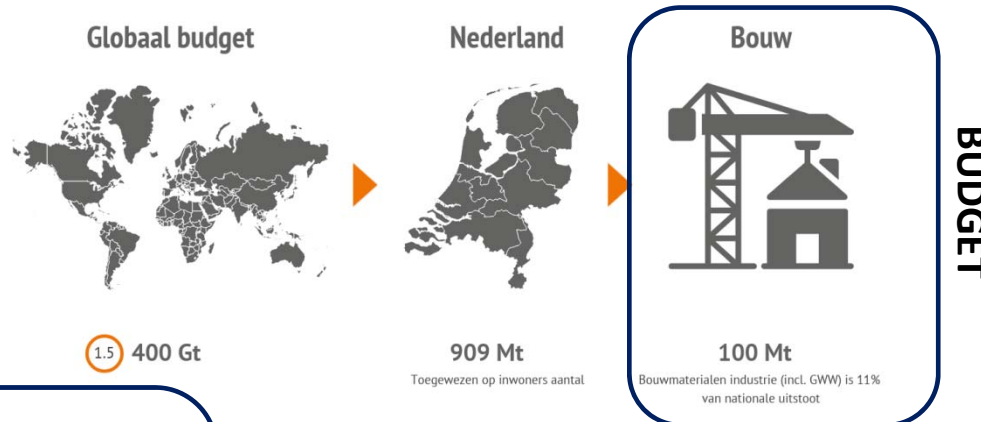 Globaal budget
Nederland
Bouw
BUDGET
1.5 400 Gt
909 Mt
Toegewezen op inwoners aantal
100 Mt
Bouwmaterialen industrie (incl. GWW) is 11%
van nationale uitstoot